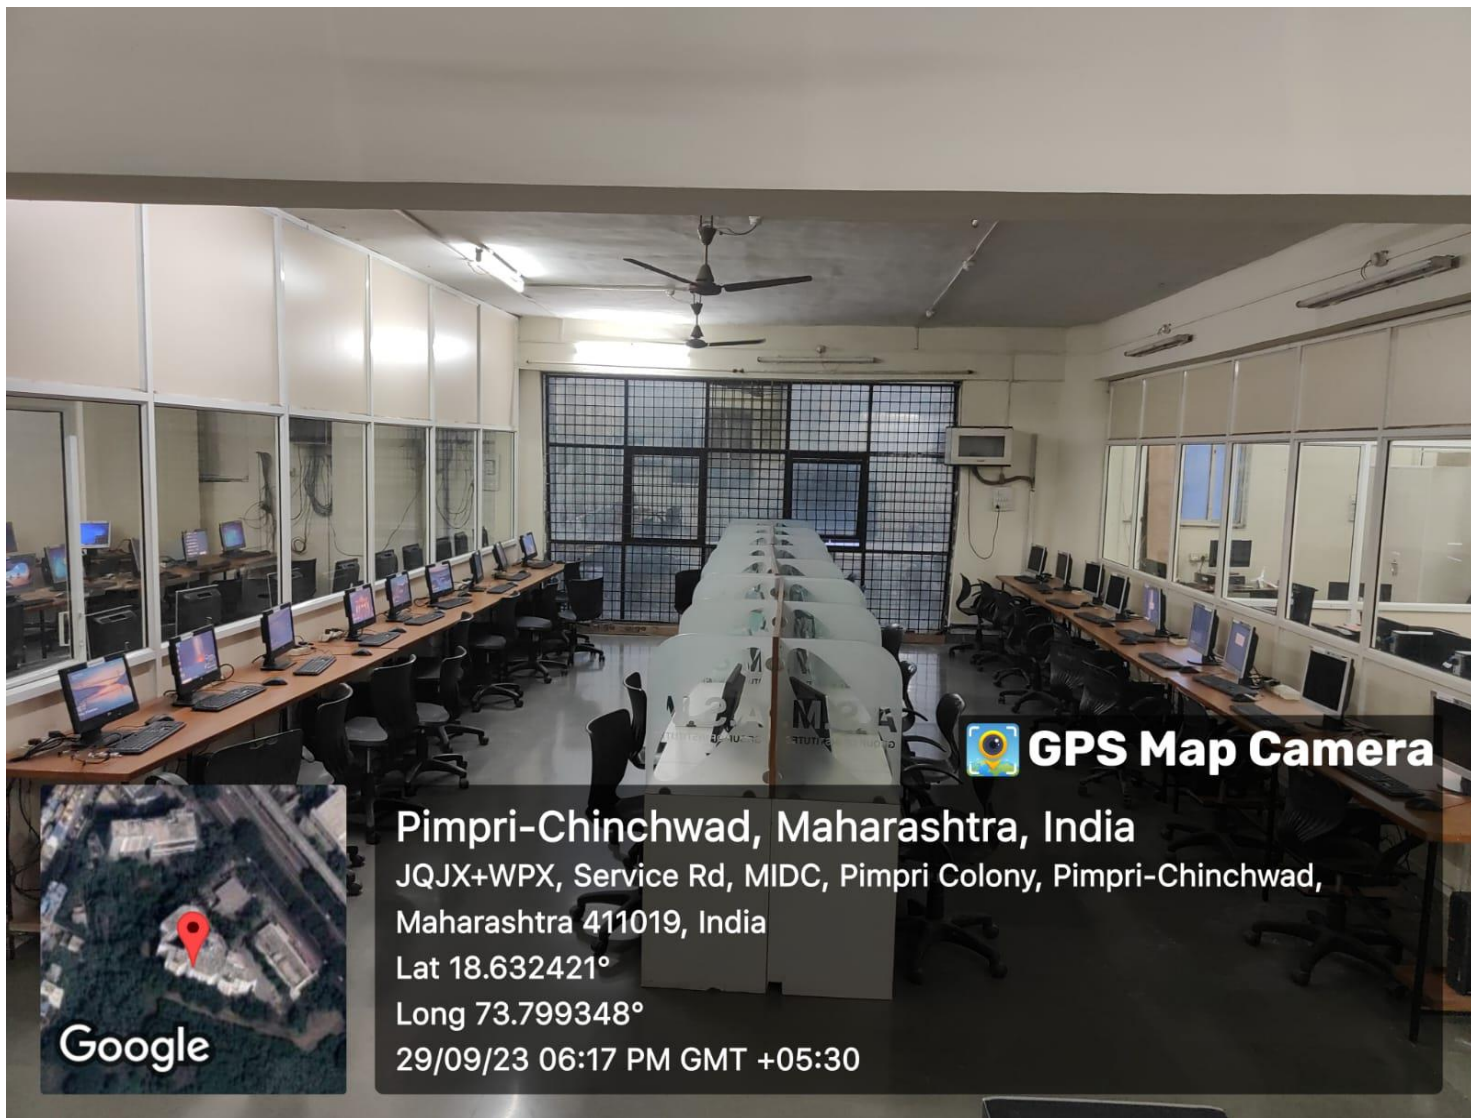 A.S.M
GPS Map Camera
Pimpri-Chinchwad, Maharashtra, India
JQJX+WPX, Service Rd, MIDC, Pimpri Colony, Pimpri-Chinchwad,
Maharashtra 411019, India
Lat 18.632421°
Long 73.799348°
29/09/23 06:17 PM GMT +05:30
Google